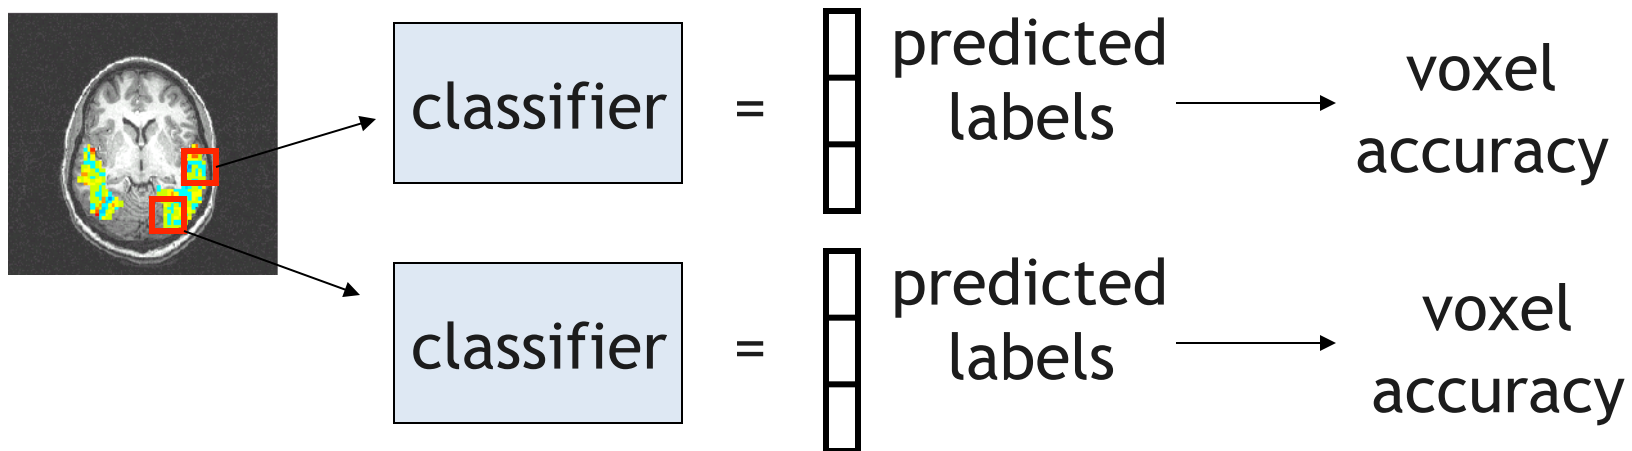 classifier
=
predicted
labels
voxel
accuracy
classifier
=
predicted
labels
voxel
accuracy